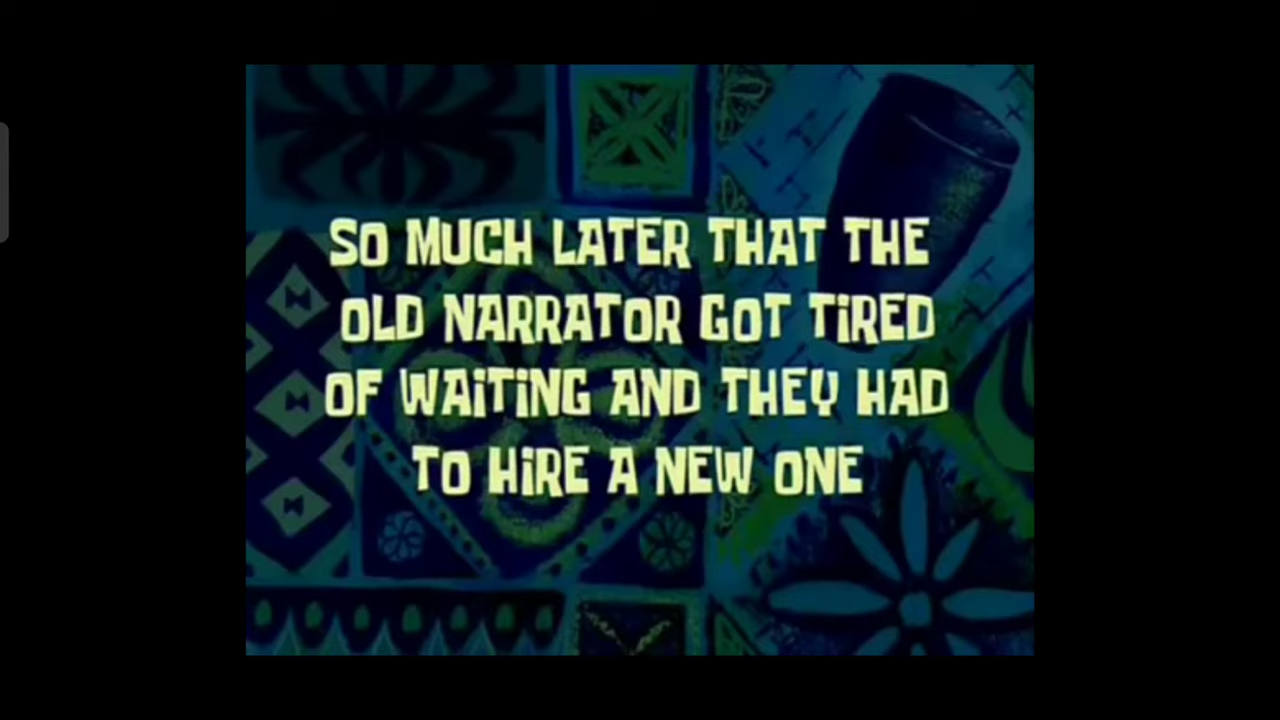 SO MUCH LATER THAT THE
OLD NARRATOR GOT TiRED
OF WAiTiNG AND THEY HAD
TO HiRE A NEW ONE